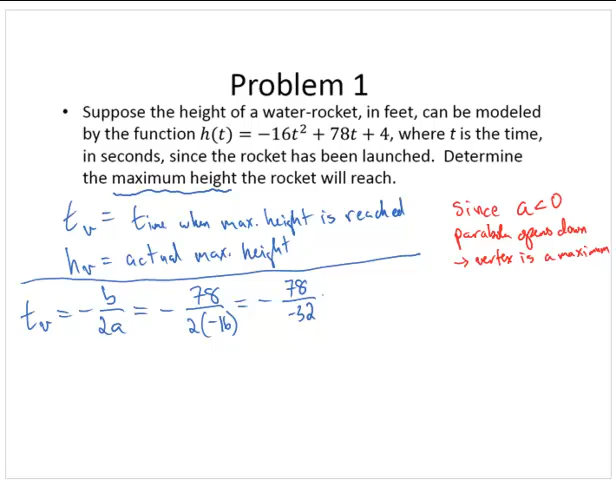 Problem 1
• Suppose the height of a water-rocket, in feet, can be modeled
by the function h(t) = −16t² + 78t + 4, where t is the time,
in seconds, since the rocket has been launched. Determine
the maximum height the rocket will reach.
t_v = time when max. height is reached
h_v = actual max. height
Since a < 0
parabola opens down
→ vertex is a maximum
t_v = - b/2a = - 78/2(-16) = - 78/-32